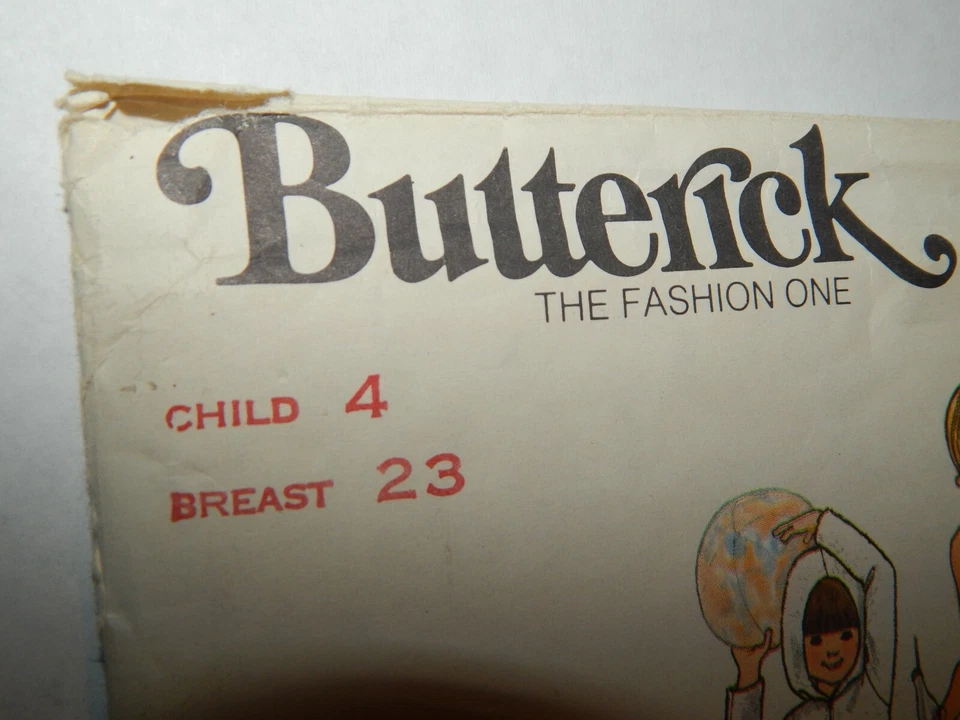 Butterick
THE FASHION ONE
CHILD 4
BREAST 23